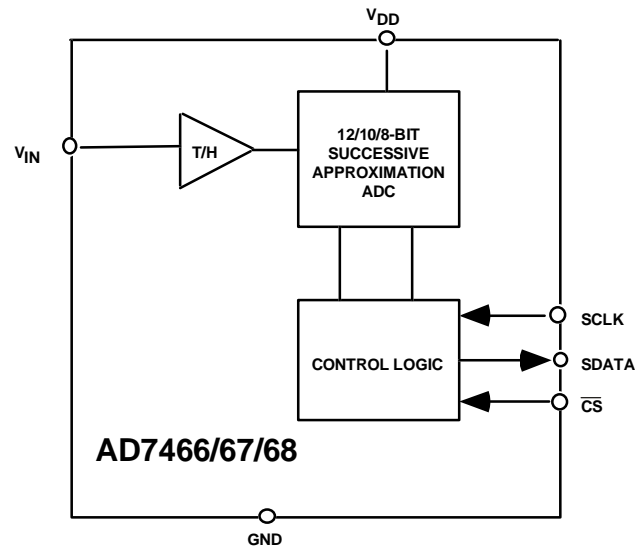 VDD
VIN
T/H
12/10/8-BIT
SUCCESSIVE
APPROXIMATION
ADC
SCLK
CONTROL LOGIC
SDATA
CS
AD7466/67/68
GND